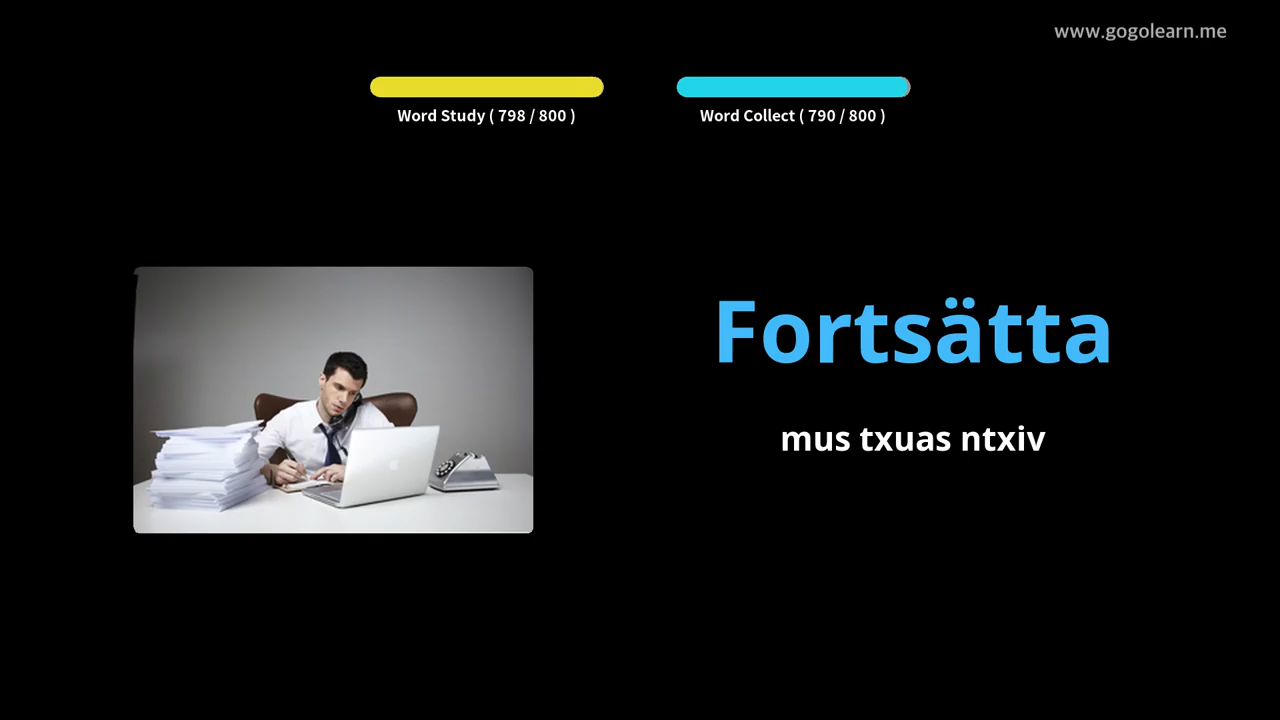 www.gogolearn.me
Word Study ( 798 / 800 )
Word Collect ( 790 / 800 )
Fortsätta
mus txuas ntxiv